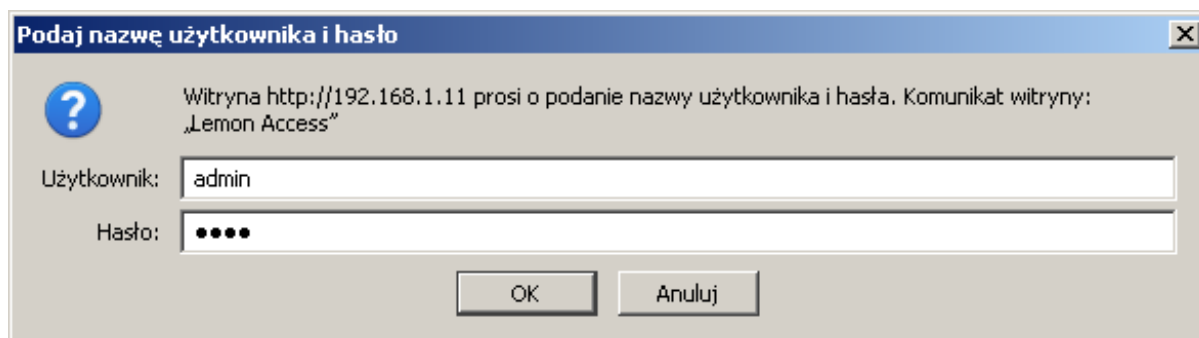 Podaj nazwę użytkownika i hasło
Witryna http://192.168.1.11 prosi o podanie nazwy użytkownika i hasła. Komunikat witryny:
„Lemon Access”
Użytkownik: admin
Hasło: ●●●●
OK Anuluj